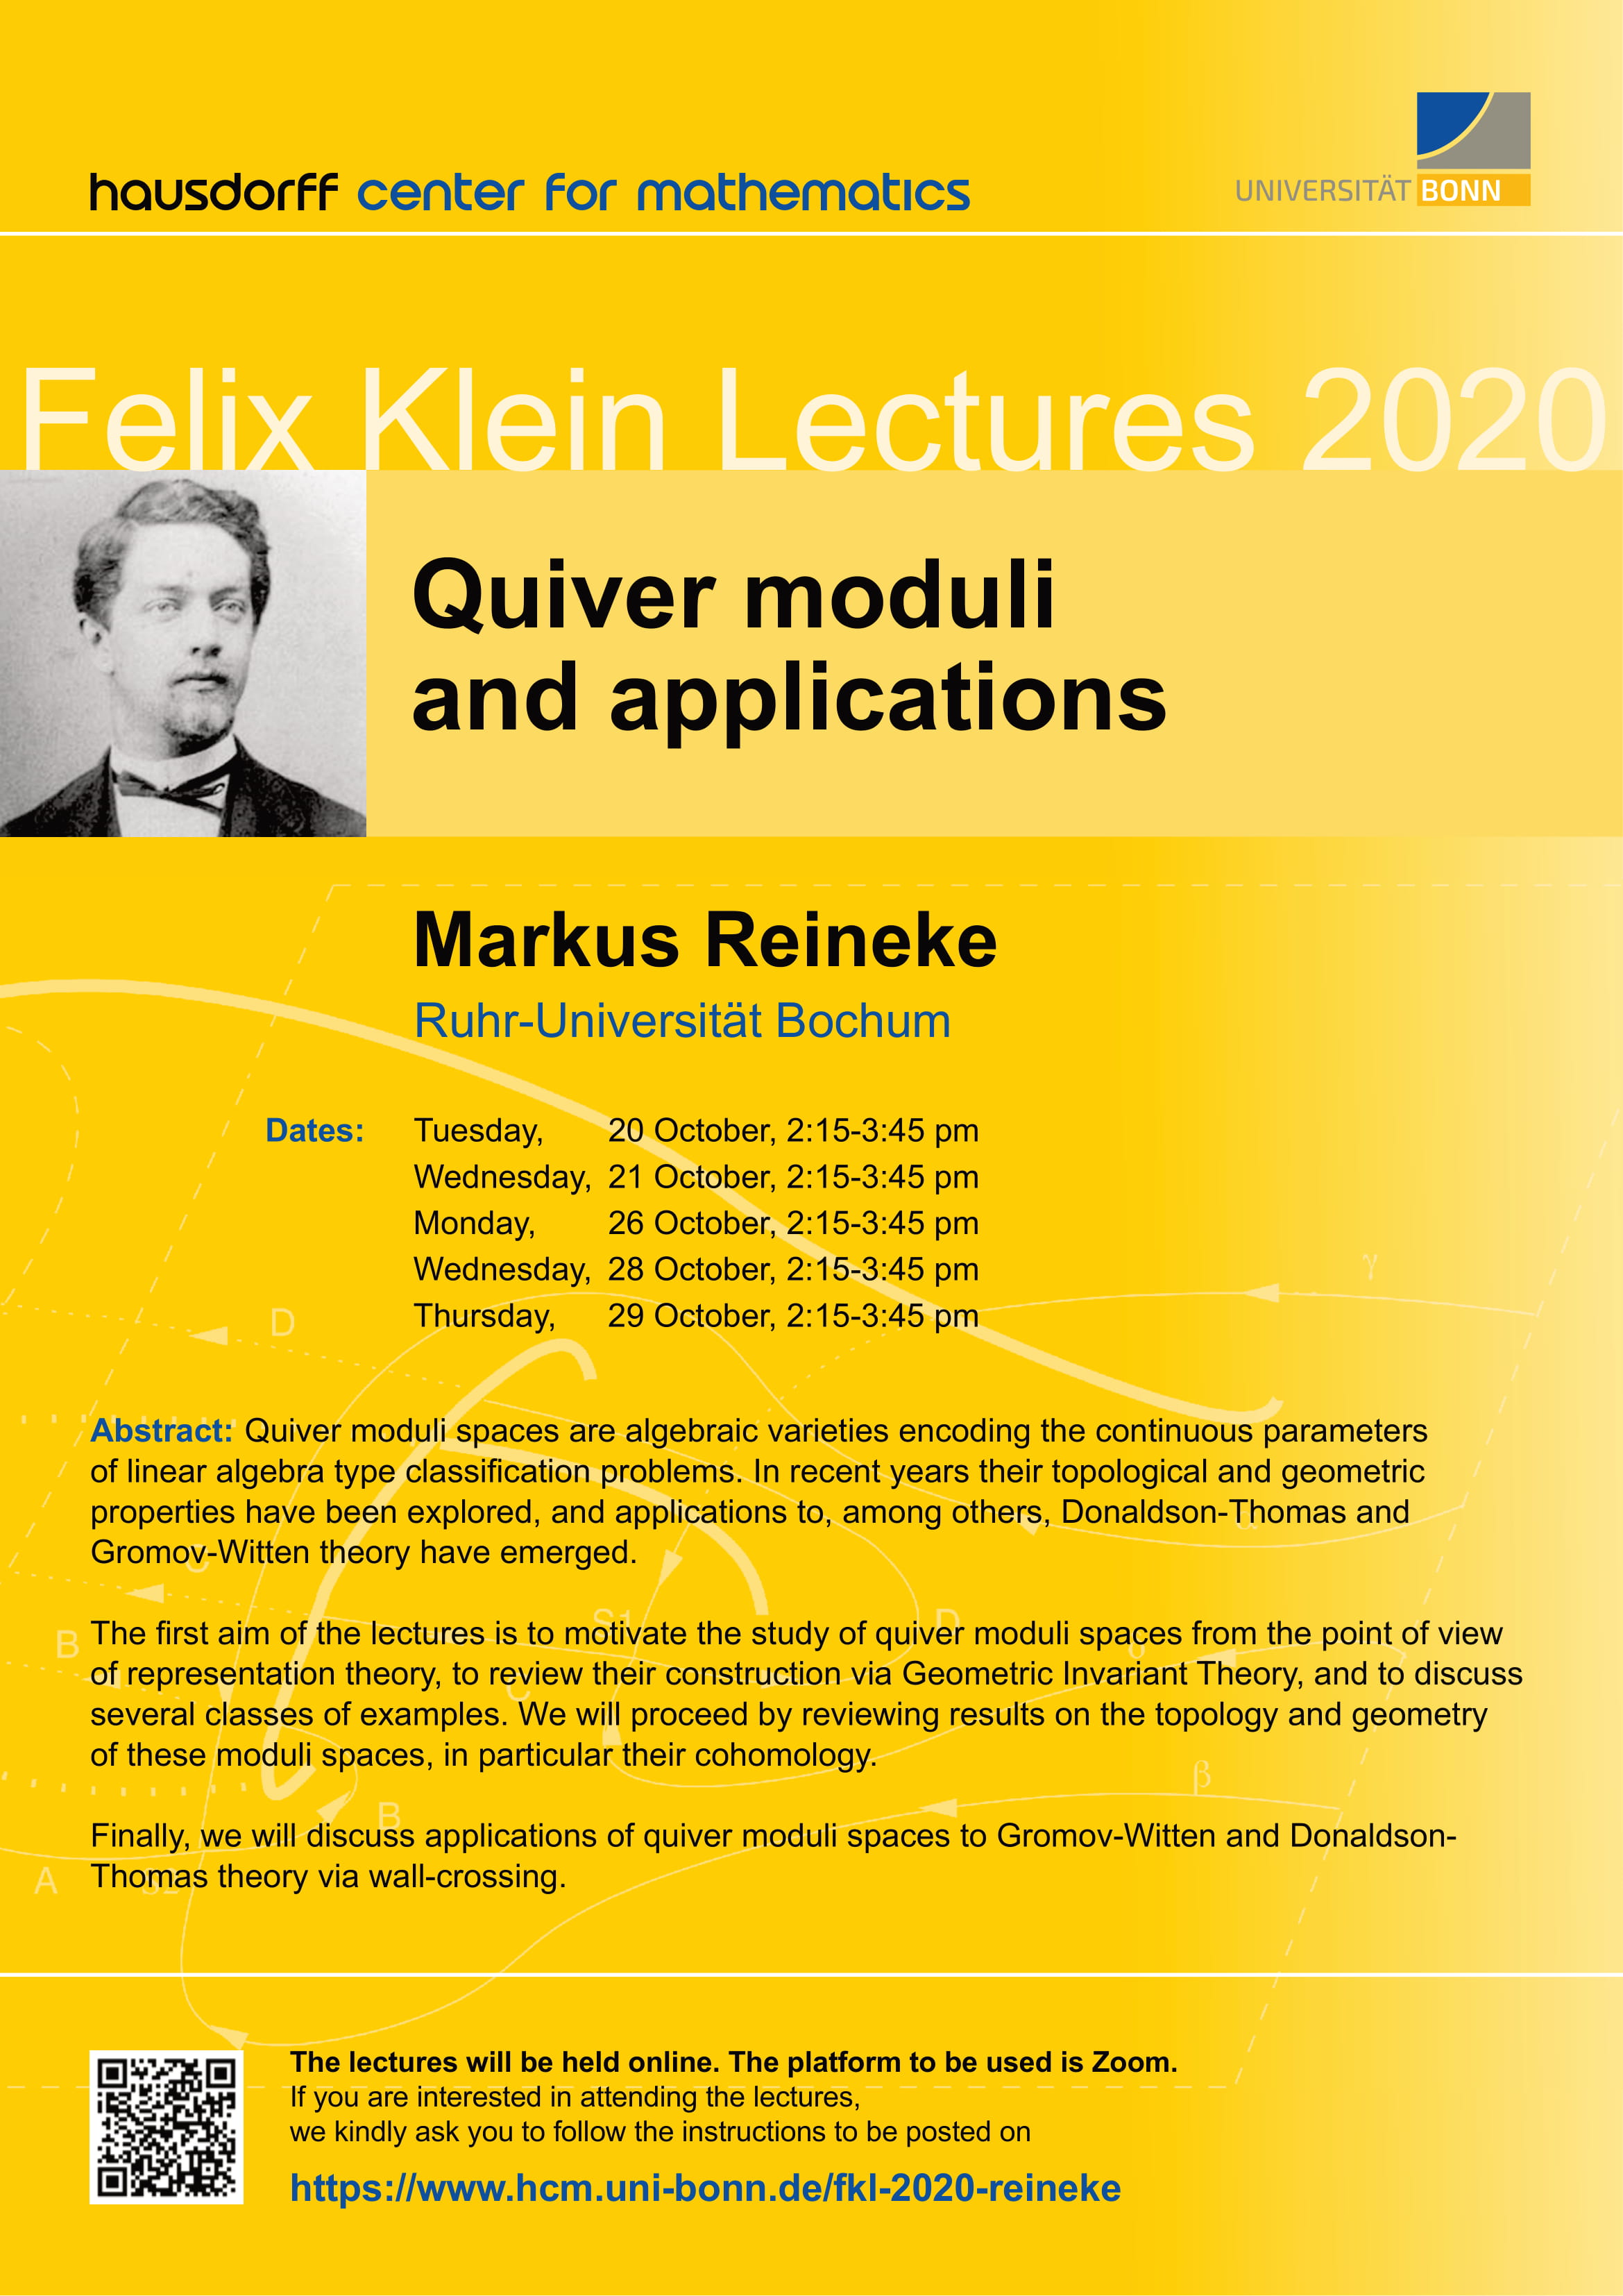 hausdorff center for mathematics
UNIVERSITÄT BONN
Felix Klein Lectures 2020
Quiver moduli
and applications
Markus Reineke
Ruhr-Universität Bochum
Dates: Tuesday, 20 October, 2:15-3:45 pm
Wednesday, 21 October, 2:15-3:45 pm
Monday, 26 October, 2:15-3:45 pm
Wednesday, 28 October, 2:15-3:45 pm
Thursday, 29 October, 2:15-3:45 pm
γ
D
Abstract: Quiver moduli spaces are algebraic varieties encoding the continuous parameters
of linear algebra type classification problems. In recent years their topological and geometric
properties have been explored, and applications to, among others, Donaldson-Thomas and
Gromov-Witten theory have emerged.
C
S1
D
B
The first aim of the lectures is to motivate the study of quiver moduli spaces from the point of view
of representation theory, to review their construction via Geometric Invariant Theory, and to discuss
several classes of examples. We will proceed by reviewing results on the topology and geometry
of these moduli spaces, in particular their cohomology.
C
β
B
Finally, we will discuss applications of quiver moduli spaces to Gromov-Witten and Donaldson-
Thomas theory via wall-crossing.
A
S2
The lectures will be held online. The platform to be used is Zoom.
If you are interested in attending the lectures,
we kindly ask you to follow the instructions to be posted on
https://www.hcm.uni-bonn.de/fkl-2020-reineke